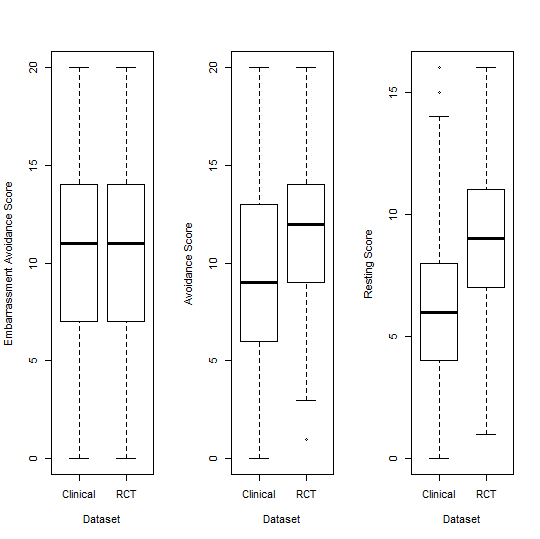 Embarrassment Avoidance Score
20
15
10
5
0
Clinical RCT
Dataset
Avoidance Score
20
15
10
5
0
Clinical RCT
Dataset
Resting Score
15
10
5
0
Clinical RCT
Dataset